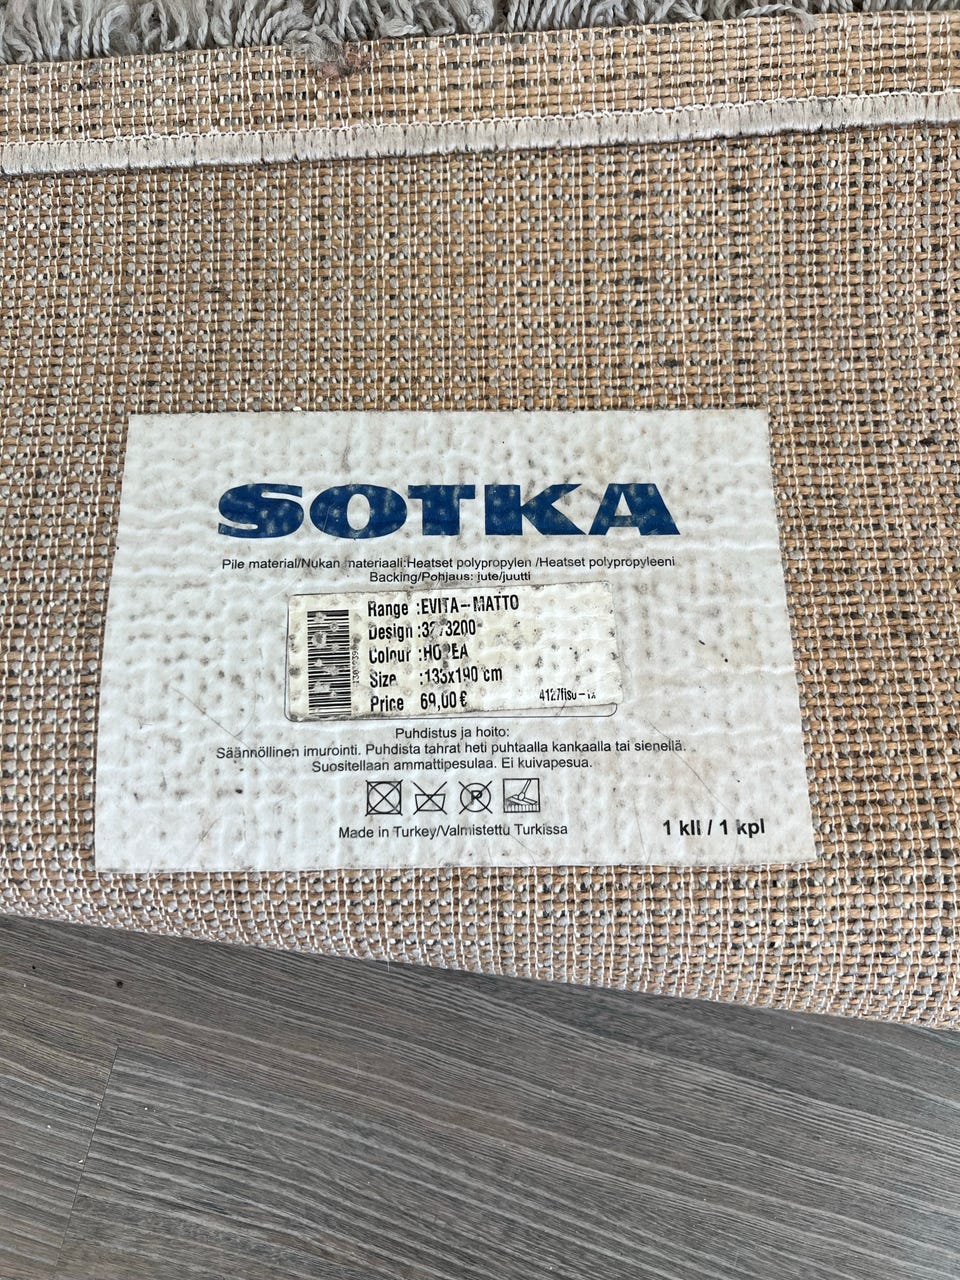 SOTKA
Pile material/Nukan materiaali:Heatset polypropylen /Heatset polypropyleeni
Backing/Pohjaus: jute/juutti
Range :EVITA-MATTO
Design :
Colour :
Size :133x190 cm
Price 69,00€
Puhdistus ja hoito:
Säännöllinen imurointi. Puhdista tahrat heti puhtaalla kankaalla tai sienellä.
Suositellaan ammattipesulaa. Ei kuivapesua.
P
Made in Turkey/Valmistettu Turkissa
1 kll / 1 kpl